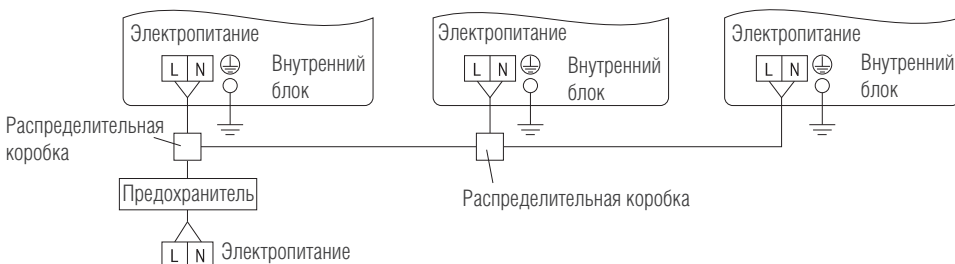 Электропитание
L N
Внутренний
блок
Электропитание
L N
Внутренний
блок
Электропитание
L N
Внутренний
блок
Распределительная
коробка
Распределительная коробка
Предохранитель
L N Электропитание